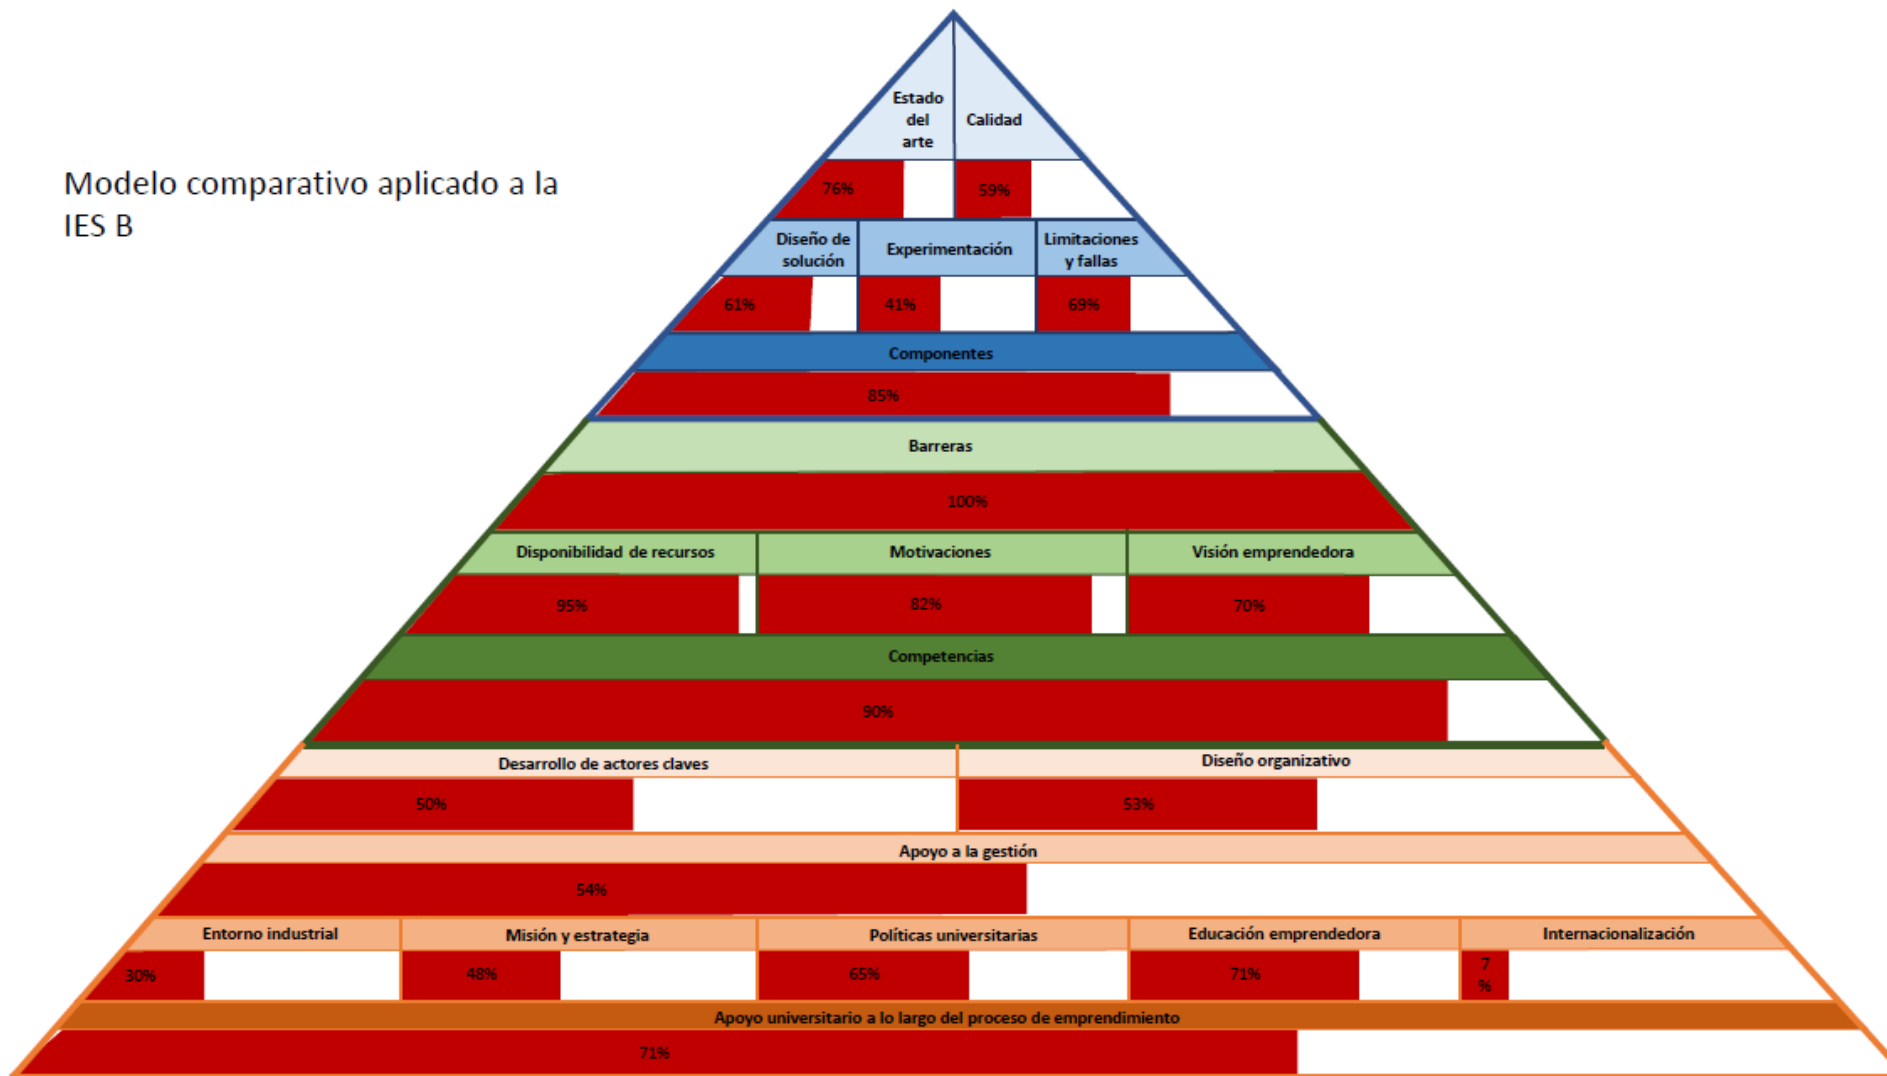 Modelo comparativo aplicado a la
IES B
Estado
del
arte
Calidad
76%
59%
Diseño de
solución
Experimentación
Limitaciones
y fallas
61%
41%
69%
Componentes
85%
Barreras
100%
Disponibilidad de recursos
Motivaciones
Visión emprendedora
95%
82%
70%
Competencias
90%
Desarrollo de actores claves
Diseño organizativo
50%
53%
Apoyo a la gestión
54%
Entorno industrial
Misión y estrategia
Políticas universitarias
Educación emprendedora
Internacionalización
30%
48%
65%
71%
7
%
Apoyo universitario a lo largo del proceso de emprendimiento
71%